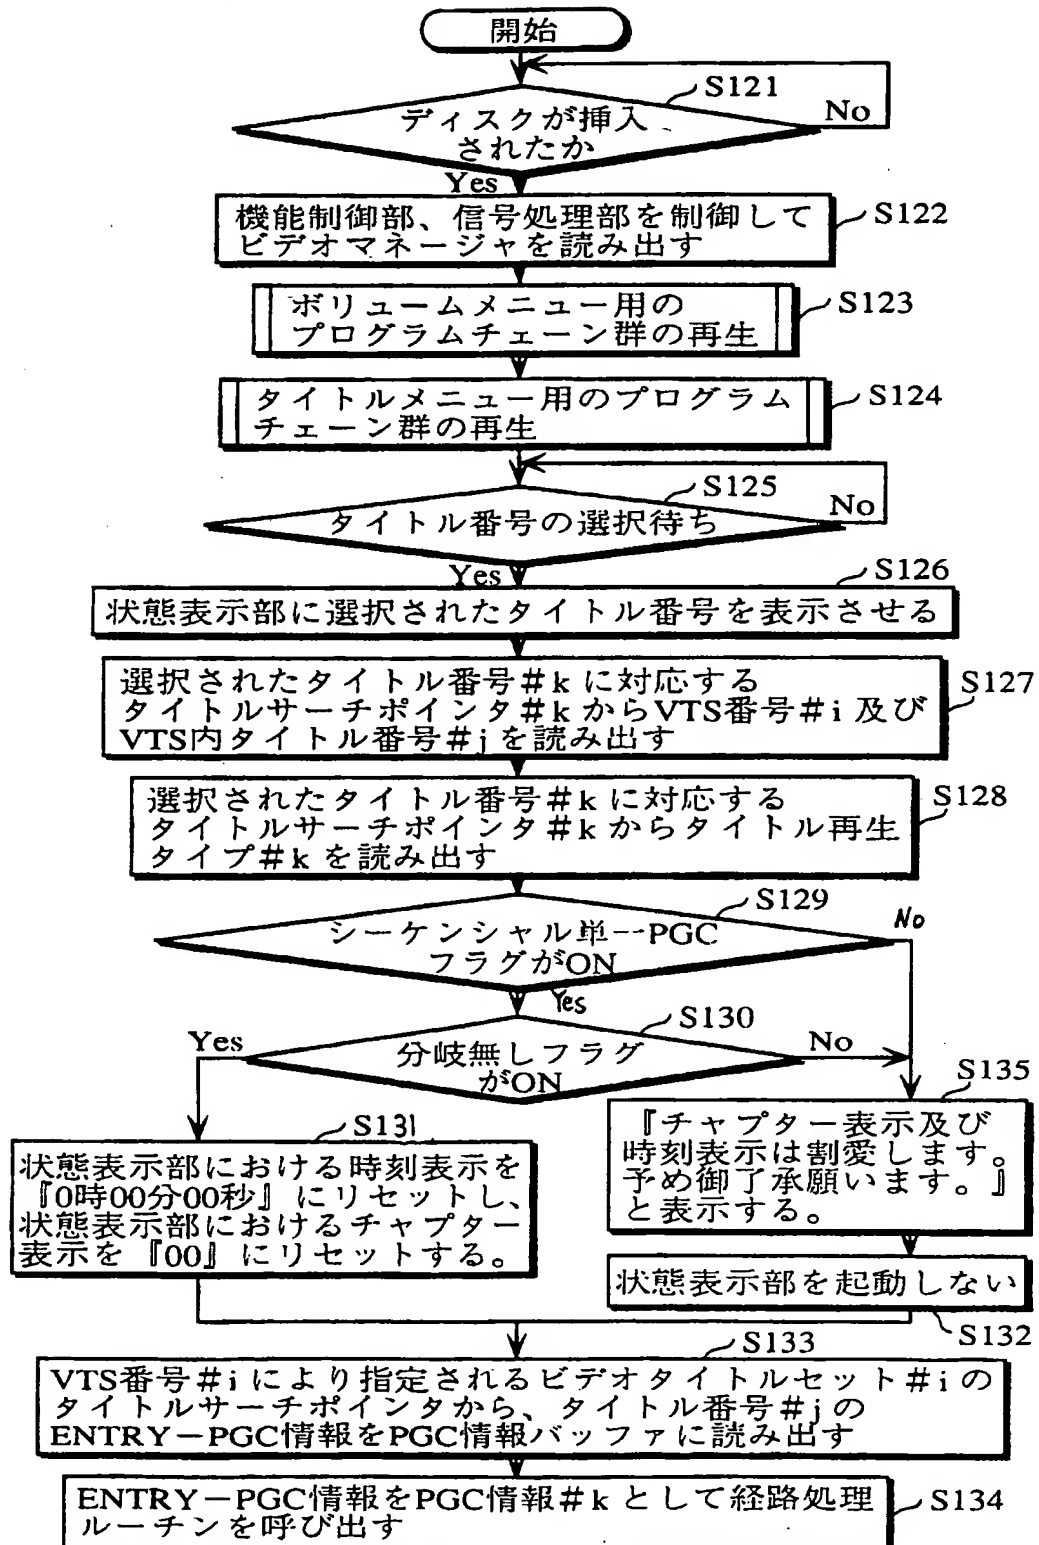 開始
S121
ディスクが挿入
されたか
No
Yes
S122
機能制御部、信号処理部を制御して
ビデオマネージャを読み出す
S123
ボリュームメニュー用の
プログラムチェーン群の再生
S124
タイトルメニュー用のプログラム
チェーン群の再生
S125
タイトル番号の選択待ち
No
Yes
S126
状態表示部に選択されたタイトル番号を表示させる
S127
選択されたタイトル番号#kに対応する
タイトルサーチポインタ#kからVTS番号#i及び
VTS内タイトル番号#jを読み出す
S128
選択されたタイトル番号#kに対応する
タイトルサーチポインタ#kからタイトル再生
タイプ#kを読み出す
S129
シーケンシャル単一PGC
フラグがON
No
Yes
S130
分岐無しフラグ
がON
Yes
No
S135
『チャプター表示及び
時刻表示は割愛します。
予め御了承願います。』
と表示する。
S131
状態表示部における時刻表示を
『0時00分00秒』にリセットし、
状態表示部におけるチャプター
表示を『00』にリセットする。
状態表示部を起動しない
S132
S133
VTS番号#iにより指定されるビデオタイトルセット#iの
タイトルサーチポインタから、タイトル番号#jの
ENTRY-PGC情報をPGC情報バッファに読み出す
S134
ENTRY-PGC情報をPGC情報#kとして経路処理
ルーチンを呼び出す